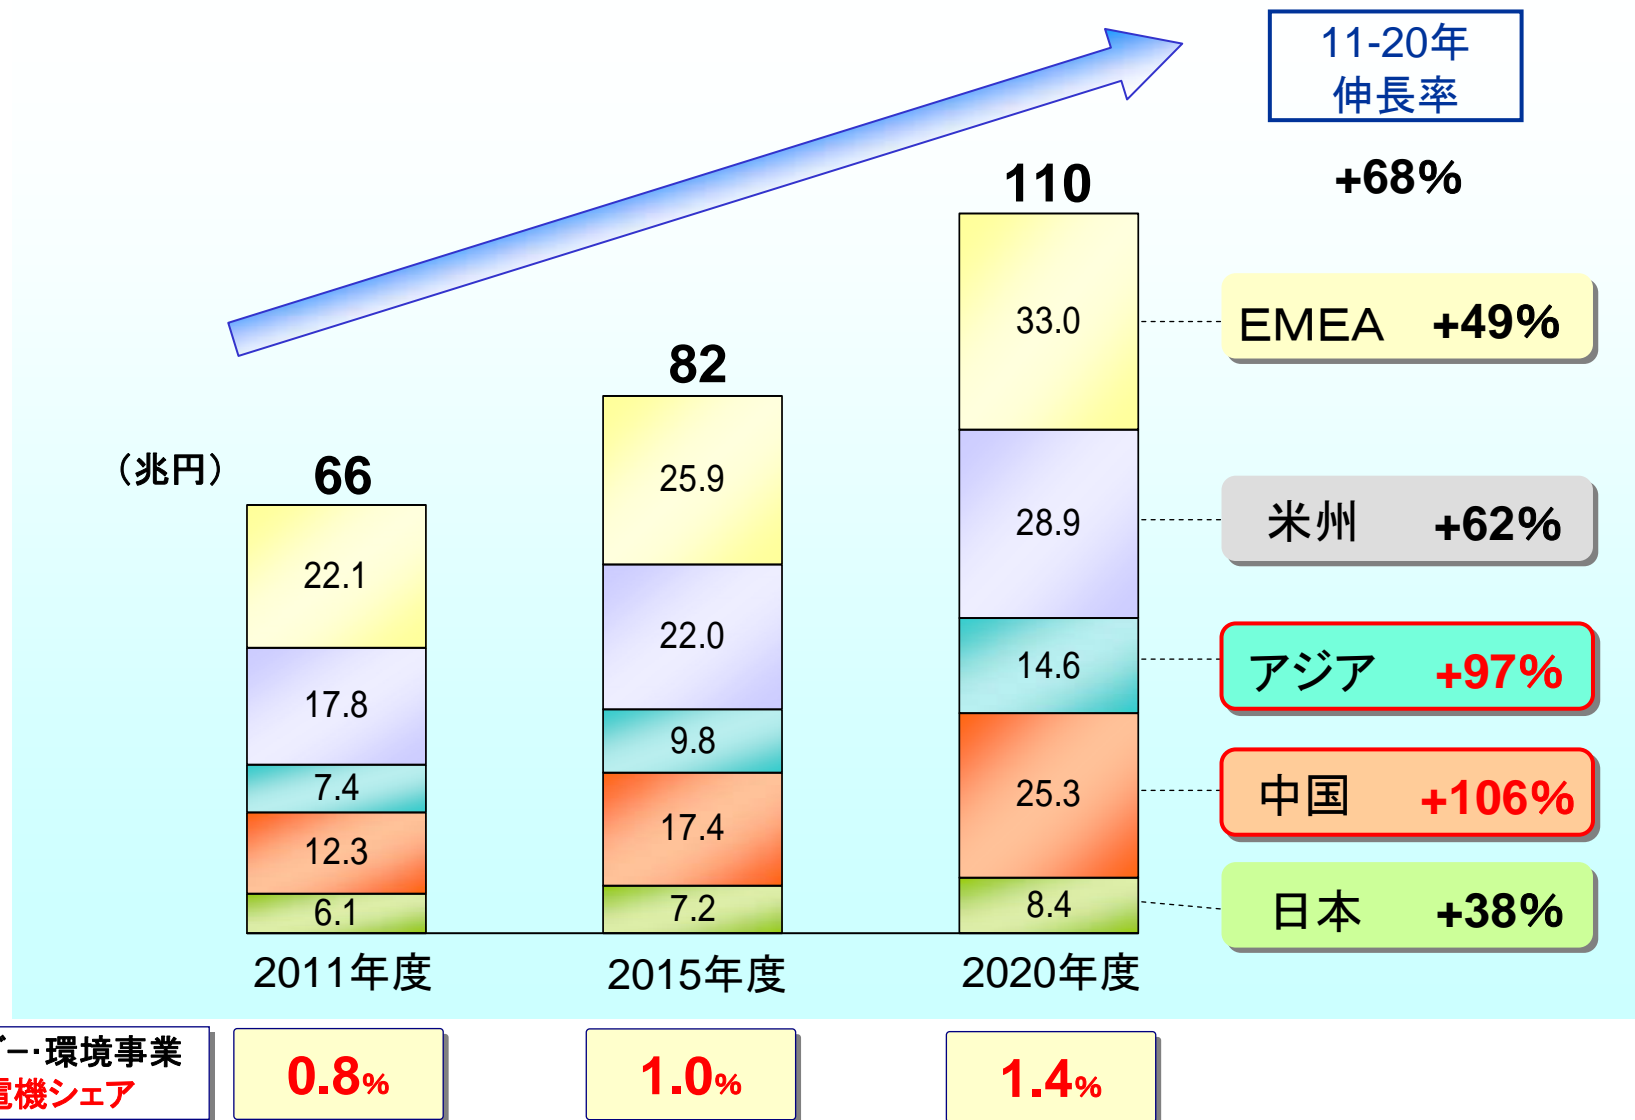 11-20年
伸長率
+68%
110
82
(兆円)
66
33.0
EMEA +49%
25.9
28.9
米州 +62%
22.1
22.0
14.6
アジア +97%
17.8
9.8
25.3
中国 +106%
7.4
17.4
12.3
8.4
日本 +38%
6.1
7.2
2011年度
2015年度
2020年度
ー・環境事業
機シェア
0.8%
1.0%
1.4%